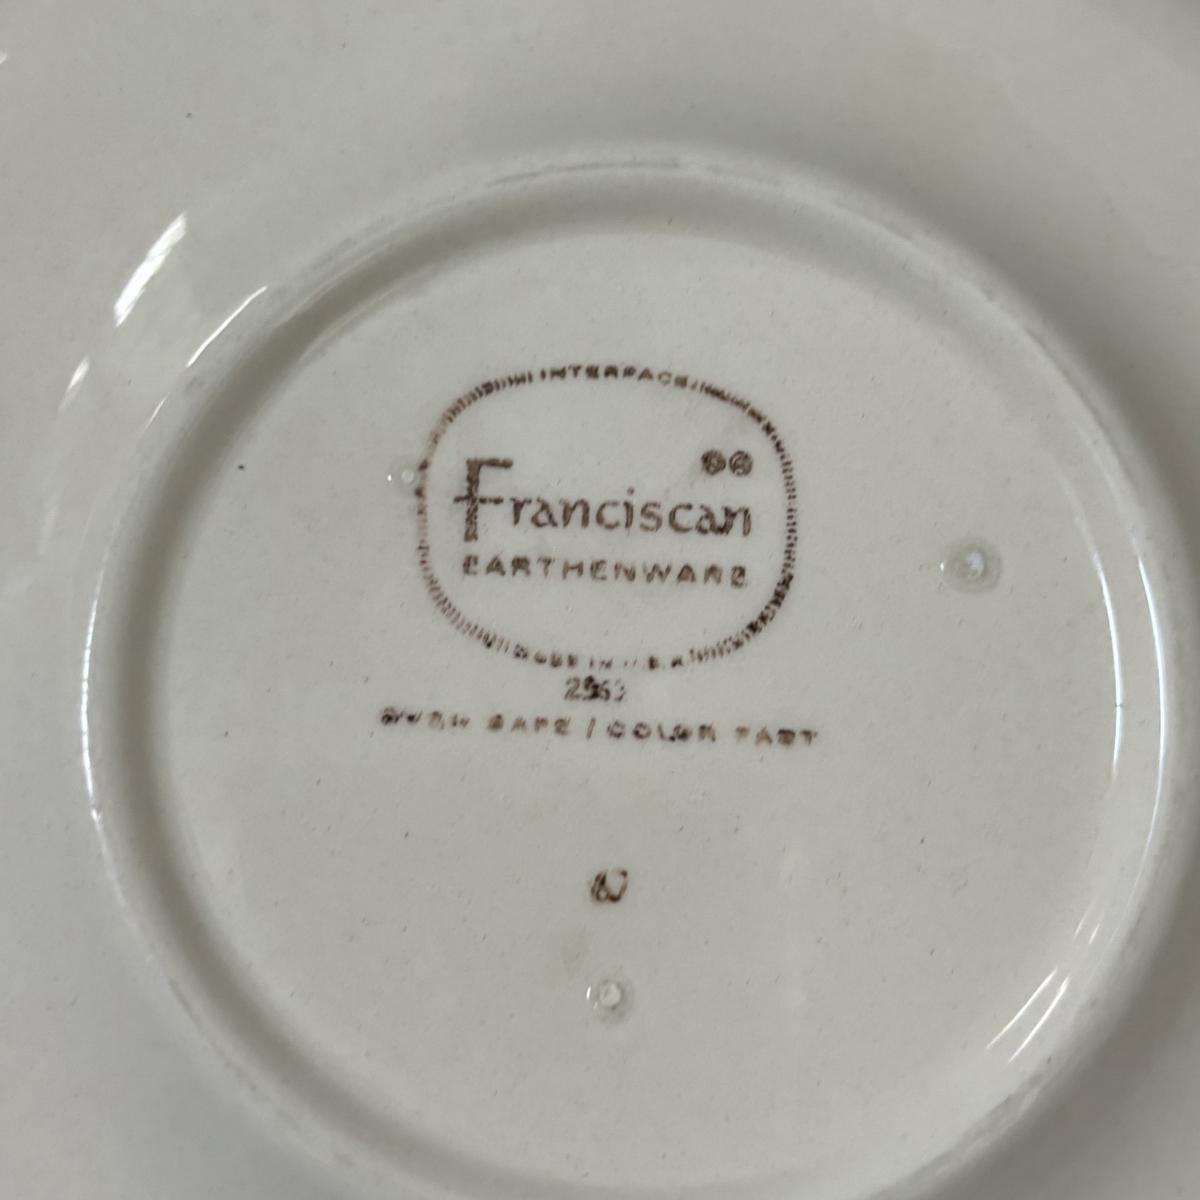 INTERPACE
Franciscan
EARTHENWARE
MADE IN U.S.A.
OVEN SAFE / COLOR FAST